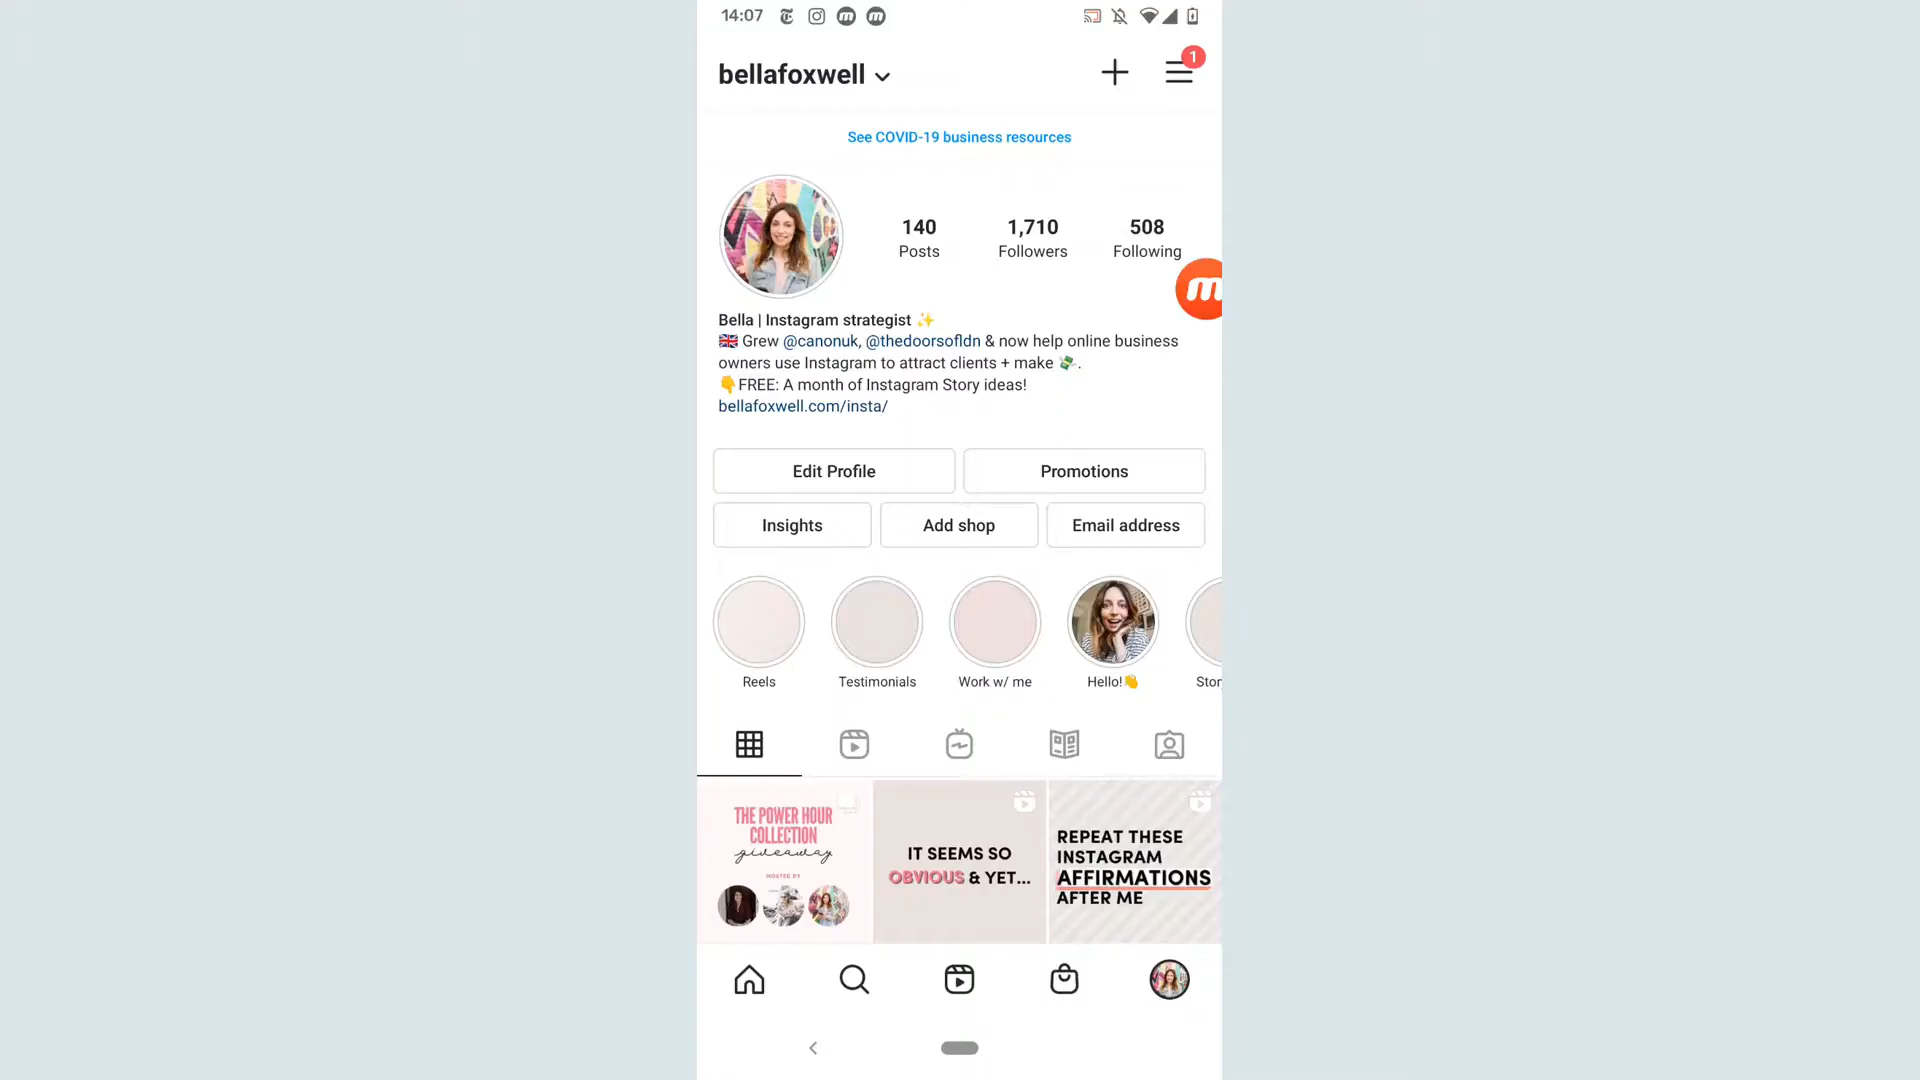 14:07
bellafoxwell
1
See COVID-19 business resources
140
1,710
508
Posts
Followers
Following
m
Bella | Instagram strategist ✨
🇬🇧 Grew @canonuk, @thedoorsofldn & now help online business
owners use Instagram to attract clients + make 💸.
👇FREE: A month of Instagram Story ideas!
bellafoxwell.com/insta/
Edit Profile
Promotions
Insights
Add shop
Email address
Reels
Testimonials
Work w/ me
Hello!👋
Stor
THE POWER HOUR
COLLECTION
giveaway
HOSTED BY
IT SEEMS SO
OBVIOUS & YET...
REPEAT THESE
INSTAGRAM
AFFIRMATIONS
AFTER ME